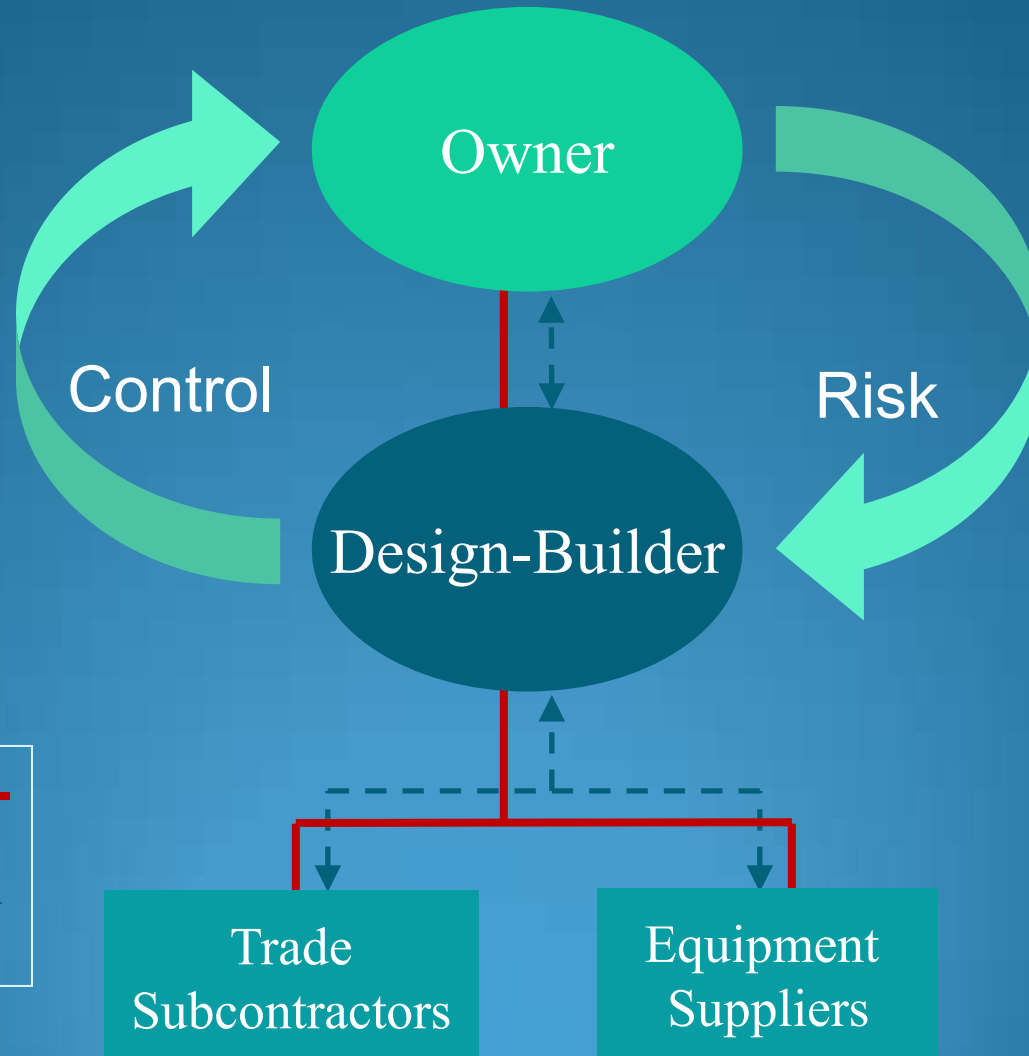 Owner
Control
Risk
Design-Builder
Trade
Subcontractors
Equipment
Suppliers